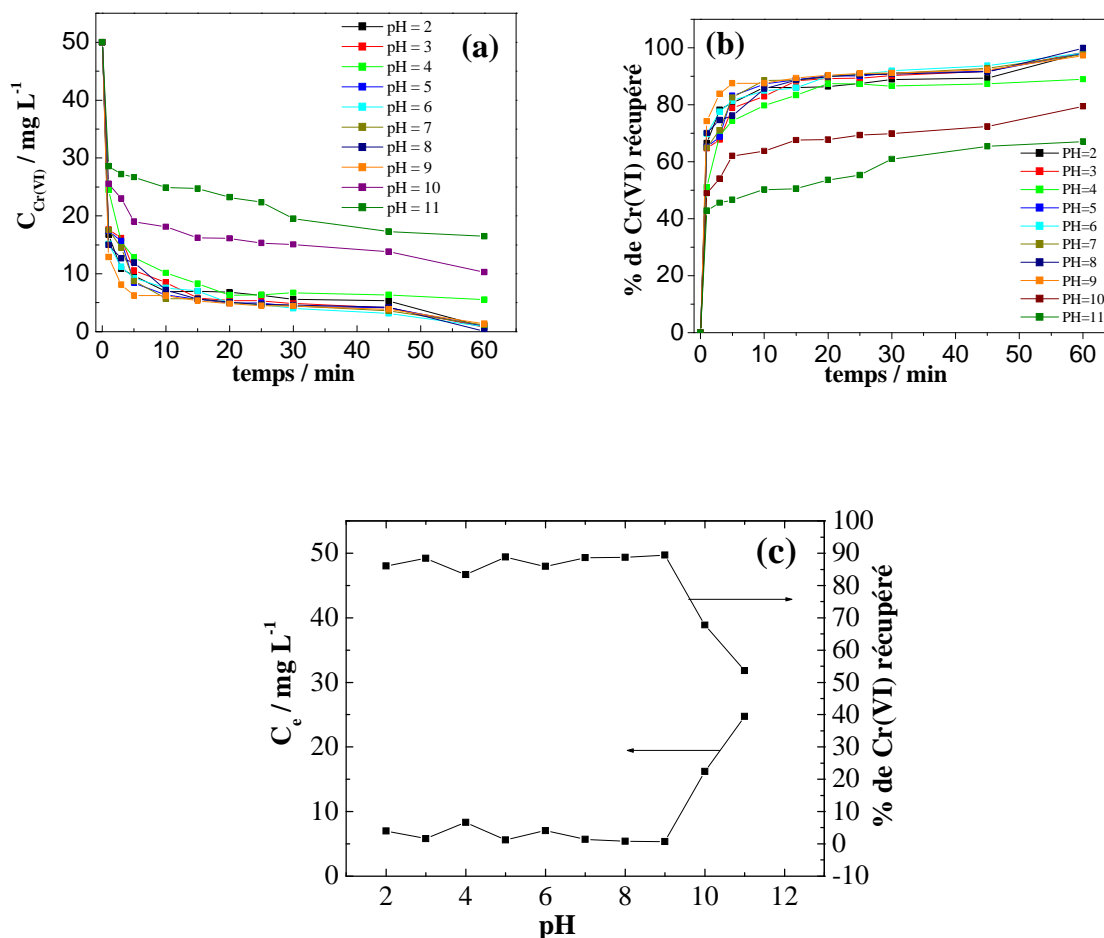 50
40
30
20
10
0
C Cr(VI) / mg L-1
0 10 20 30 40 50 60
temps / min
(a)
pH = 2
pH = 3
pH = 4
pH = 5
pH = 6
pH = 7
pH = 8
pH = 9
pH = 10
pH = 11
100
80
60
40
20
0
% de Cr(VI) récupéré
0 10 20 30 40 50 60
temps / min
(b)
PH=2
PH=3
PH=4
PH=5
PH=6
PH=7
PH=8
PH=9
PH=10
PH=11
50
40
30
20
10
0
Ce / mg L-1
2 4 6 8 10 12
pH
(c)
100
90
80
70
60
50
40
30
20
10
0
-10
% de Cr(VI) récupéré